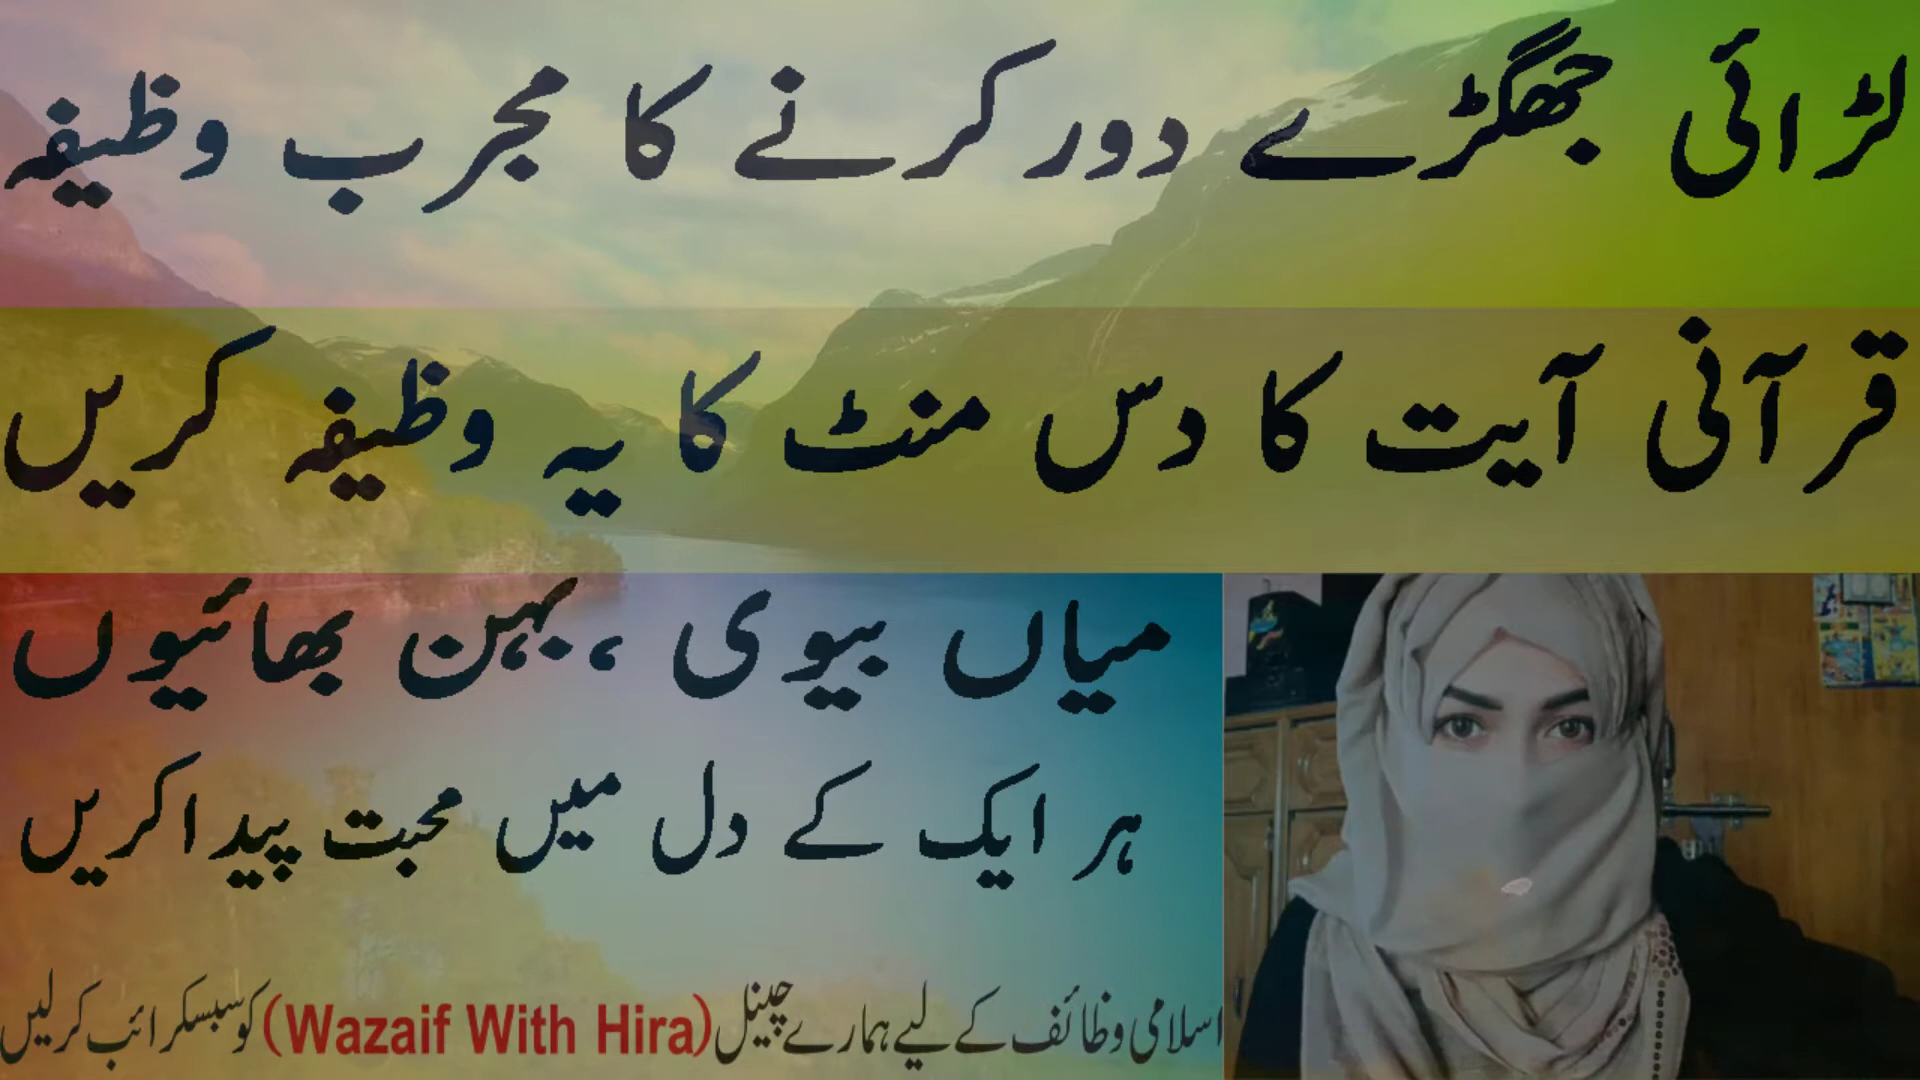 لڑائی جھگڑے دور کرنے کا مجرب وظیفہ
قرآنی آیت کا دس منٹ کا یہ وظیفہ کریں
میاں بیوی ،بہن بھائیوں
ہر ایک کے دل میں محبت پیدا کریں
اسلامی وظائف کے لیے ہمارے چینل (Wazaif With Hira) کو سبسکرائب کر لیں